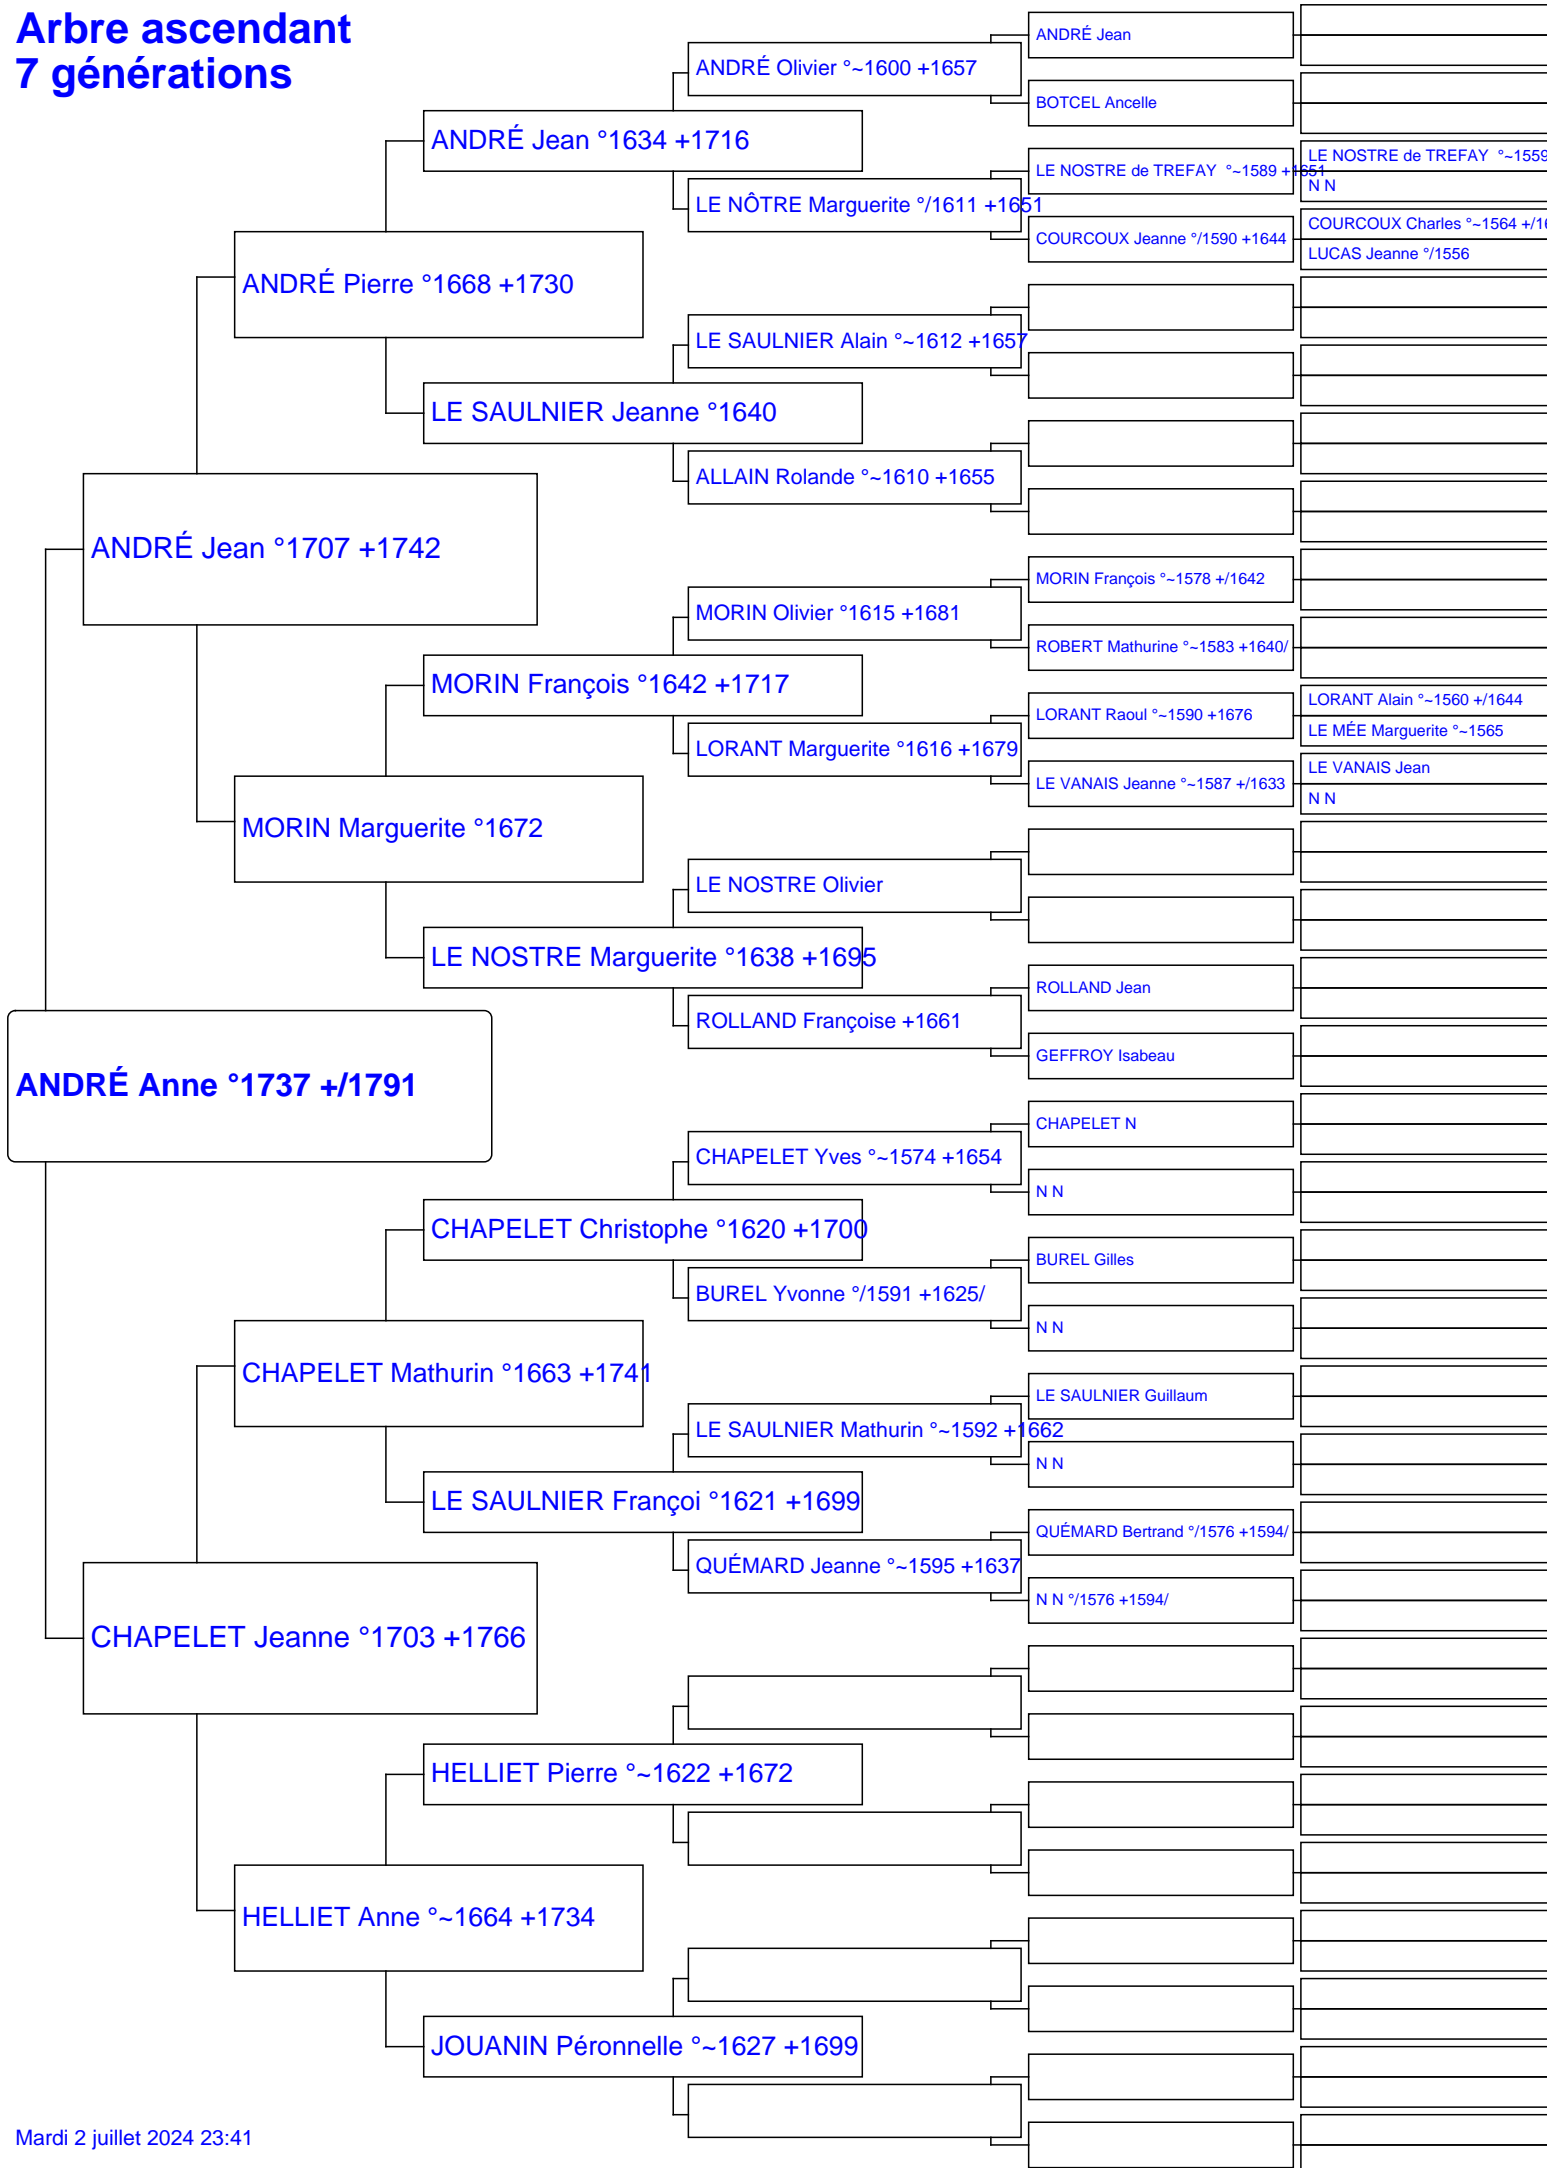 Arbre ascendant
7 générations
ANDRÉ Anne °1737 +/1791
ANDRÉ Jean °1707 +1742
CHAPELET Jeanne °1703 +1766
ANDRÉ Pierre °1668 +1730
MORIN Marguerite °1672
CHAPELET Mathurin °1663 +1741
HELLIET Anne °~1664 +1734
ANDRÉ Jean °1634 +1716
LE SAULNIER Jeanne °1640
MORIN François °1642 +1717
LE NOSTRE Marguerite °1638 +1695
CHAPELET Christophe °1620 +1700
LE SAULNIER Françoi °1621 +1699
HELLIET Pierre °~1622 +1672
JOUANIN Péronnelle °~1627 +1699
ANDRÉ Olivier °~1600 +1657
LE NÔTRE Marguerite °/1611 +1651
LE SAULNIER Alain °~1612 +1657
ALLAIN Rolande °~1610 +1655
MORIN Olivier °1615 +1681
LORANT Marguerite °1616 +1679
LE NOSTRE Olivier
ROLLAND Françoise +1661
CHAPELET Yves °~1574 +1654
BUREL Yvonne °/1591 +1625/
LE SAULNIER Mathurin °~1592 +1662
QUÉMARD Jeanne °~1595 +1637
ANDRÉ Jean
BOTCEL Ancelle
LE NOSTRE de TREFAY °~1589 +1651
COURCOUX Jeanne °/1590 +1644
MORIN François °~1578 +/1642
ROBERT Mathurine °~1583 +1640/
LORANT Raoul °~1590 +1676
LE VANAIS Jeanne °~1587 +/1633
ROLLAND Jean
GEFFROY Isabeau
CHAPELET N
N N
BUREL Gilles
N N
LE SAULNIER Guillaum
N N
QUÉMARD Bertrand °/1576 +1594/
N N °/1576 +1594/
LE NOSTRE de TREFAY °~1559
N N
COURCOUX Charles °~1564 +/1
LUCAS Jeanne °/1556
LORANT Alain °~1560 +/1644
LE MÉE Marguerite °~1565
LE VANAIS Jean
N N
Mardi 2 juillet 2024 23:41